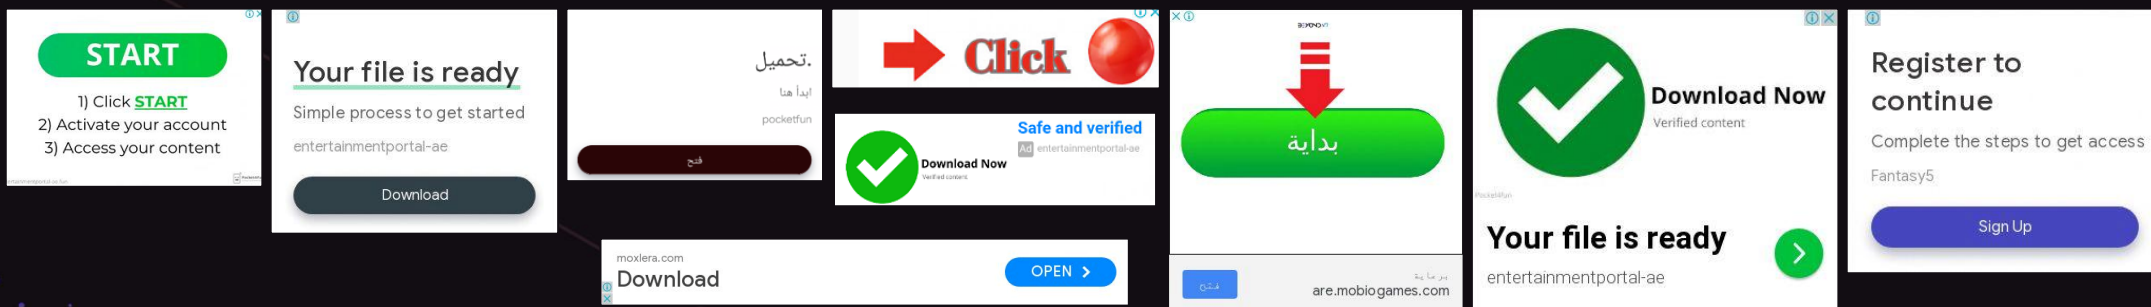 START
1) Click START
2) Activate your account
3) Access your content
Your file is ready
Simple process to get started
entertainmentportal-ae
Download
تحميل.
ابدأ هنا
pocketfun
فتح
Click
Safe and verified
Ad entertainmentportal-ae
Download Now
Verified content
moxlera.com
Download
OPEN
بداية
برعاية
are.mobiogames.com
فتح
Download Now
Verified content
Pocket4fun
Your file is ready
entertainmentportal-ae
Register to
continue
Complete the steps to get access
Fantasy5
Sign Up